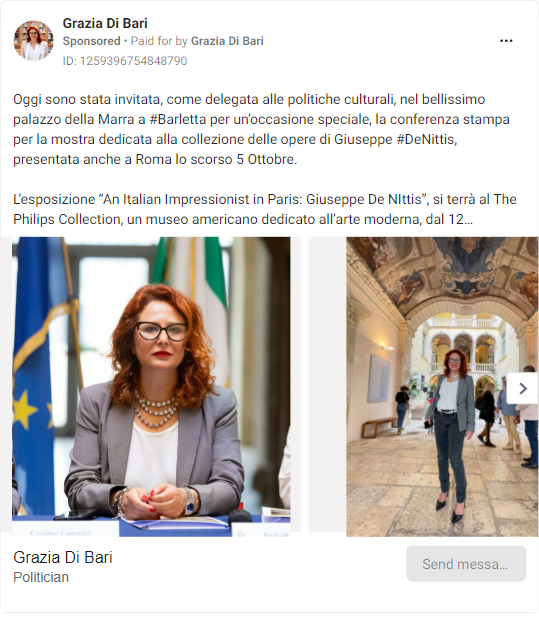 Grazia Di Bari
Sponsored • Paid for by Grazia Di Bari
ID: 1259396754848790
Oggi sono stata invitata, come delegata alle politiche culturali, nel bellissimo
palazzo della Marra a #Barletta per un’occasione speciale, la conferenza stampa
per la mostra dedicata alla collezione delle opere di Giuseppe #DeNittis,
presentata anche a Roma lo scorso 5 Ottobre.
L’esposizione “An Italian Impressionist in Paris: Giuseppe De NIttis”, si terrà al The
Philips Collection, un museo americano dedicato all’arte moderna, dal 12...
Grazia Di Bari
Politician
Send messa...